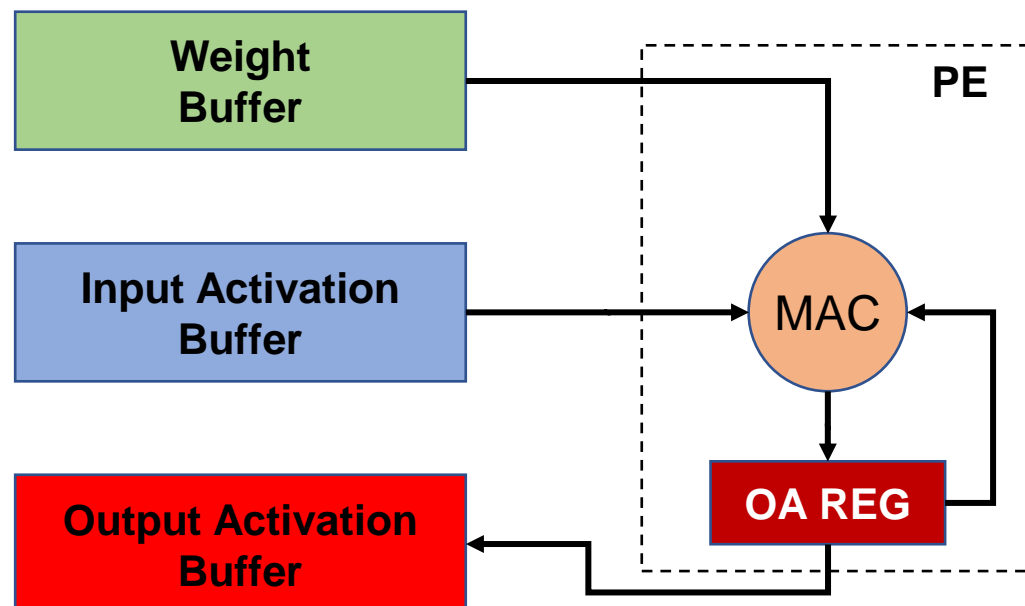 Weight
Buffer
PE
Input Activation
Buffer
MAC
Output Activation
Buffer
OA REG